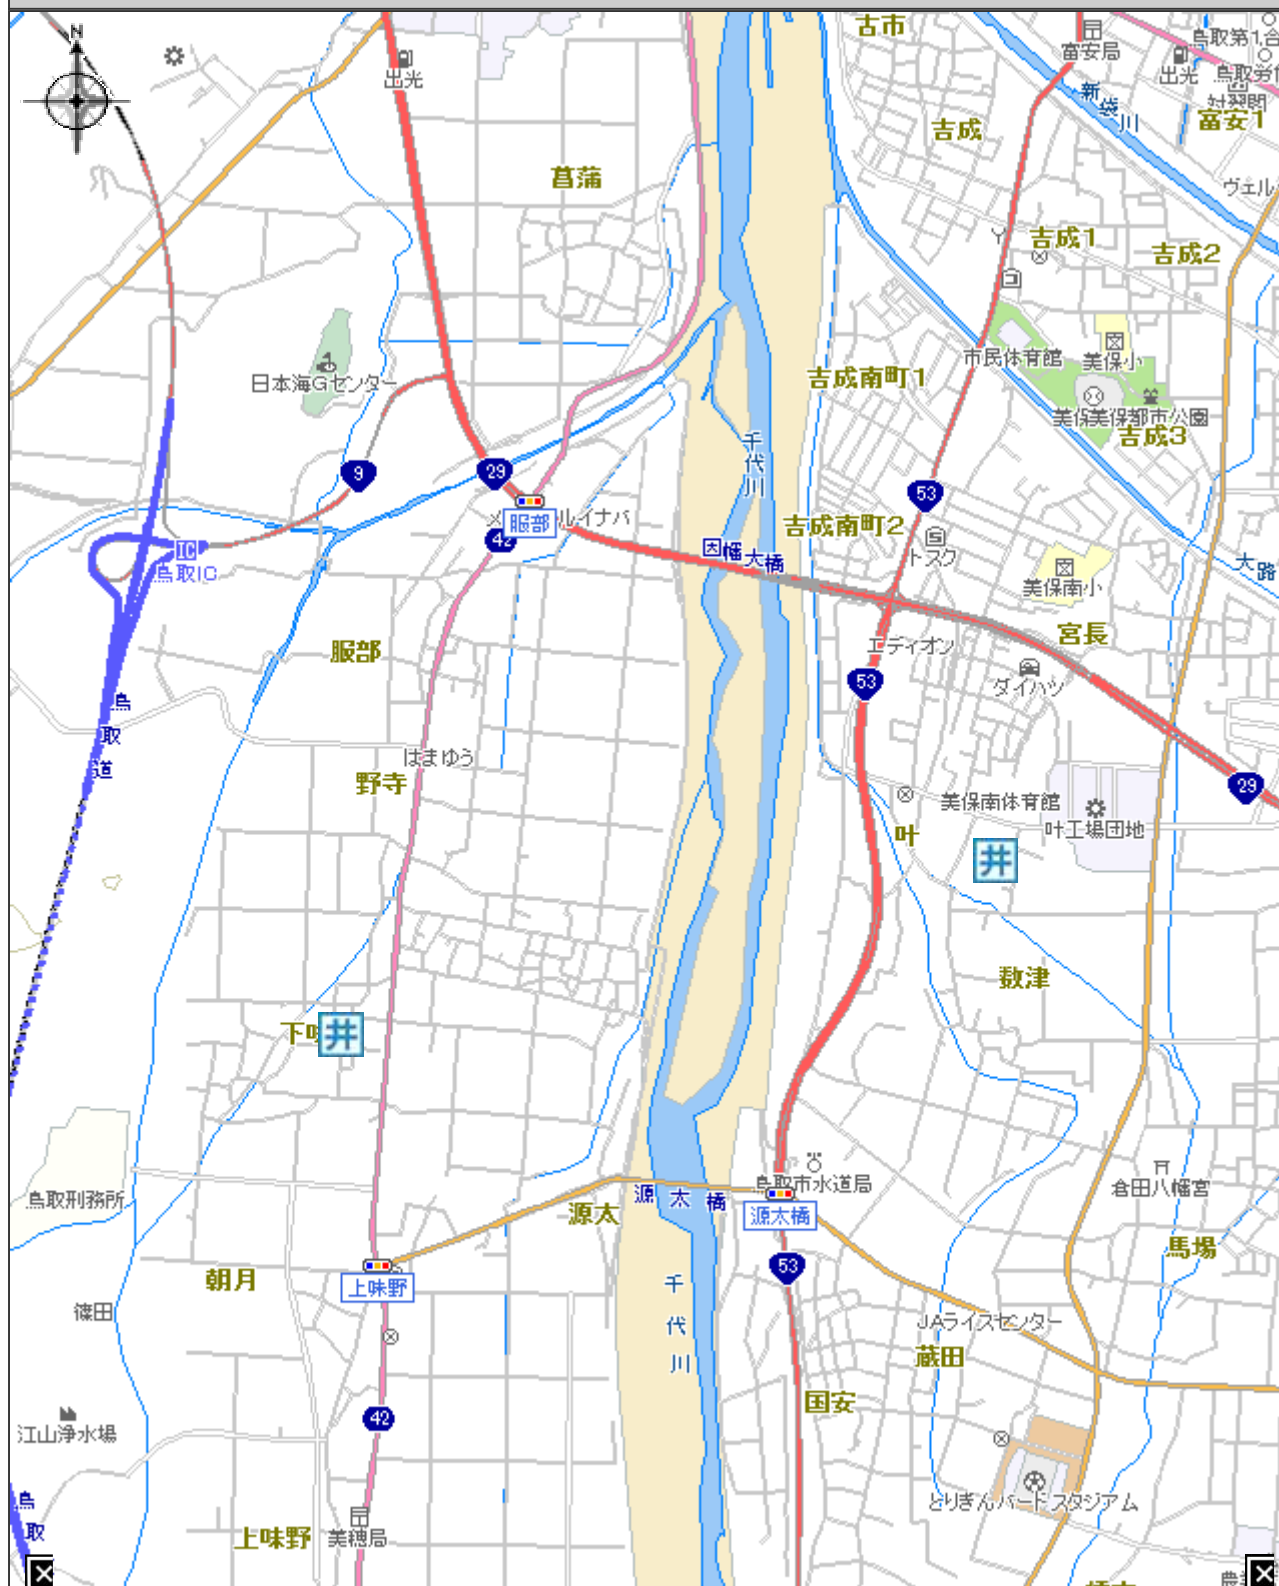 N
古市
富安局
鳥取第1合
出光
出光
鳥取労
新袋川
富安1
吉成
菖蒲
ヴェル
吉成1
吉成2
市民体育館
美保小
日本海Gセンター
吉成南町1
美保美保都市公園
吉成3
千代川
9
29
53
服部
ルイナバ
吉成南町2
42
因幡大橋
トスク
IC
鳥取IC
大路
美保南小
服部
エディオン
宮長
53
ダイハツ
鳥取道
はまゆう
野寺
29
美保南体育館
叶工場団地
叶
井
数津
下味
井
鳥取市水道局
鳥取刑務所
倉田八幡宮
源太橋
源太
源太橋
馬場
53
朝月
上味野
千代川
篠田
JAライスセンター
蔵田
国安
42
江山浄水場
とりぎんバードスタジアム
鳥取
上味野
美穂局